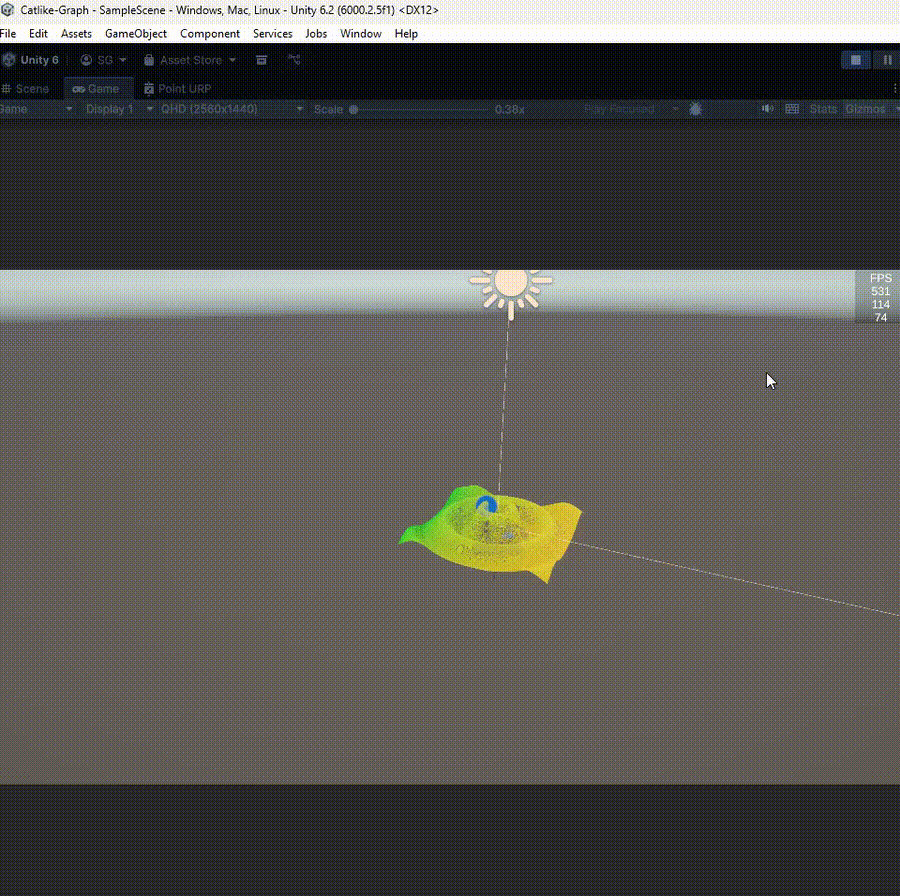 Catlike-Graph - SampleScene - Windows, Mac, Linux - Unity 6.2 (6000.2.5f1) <DX12>
File Edit Assets GameObject Component Services Jobs Window Help
Unity 6 SG Asset Store
Scene Game Point URP
Game Display 1 QHD (2560x1440) Scale 0.38x Play Focused Stats Gizmos
FPS
531
114
74